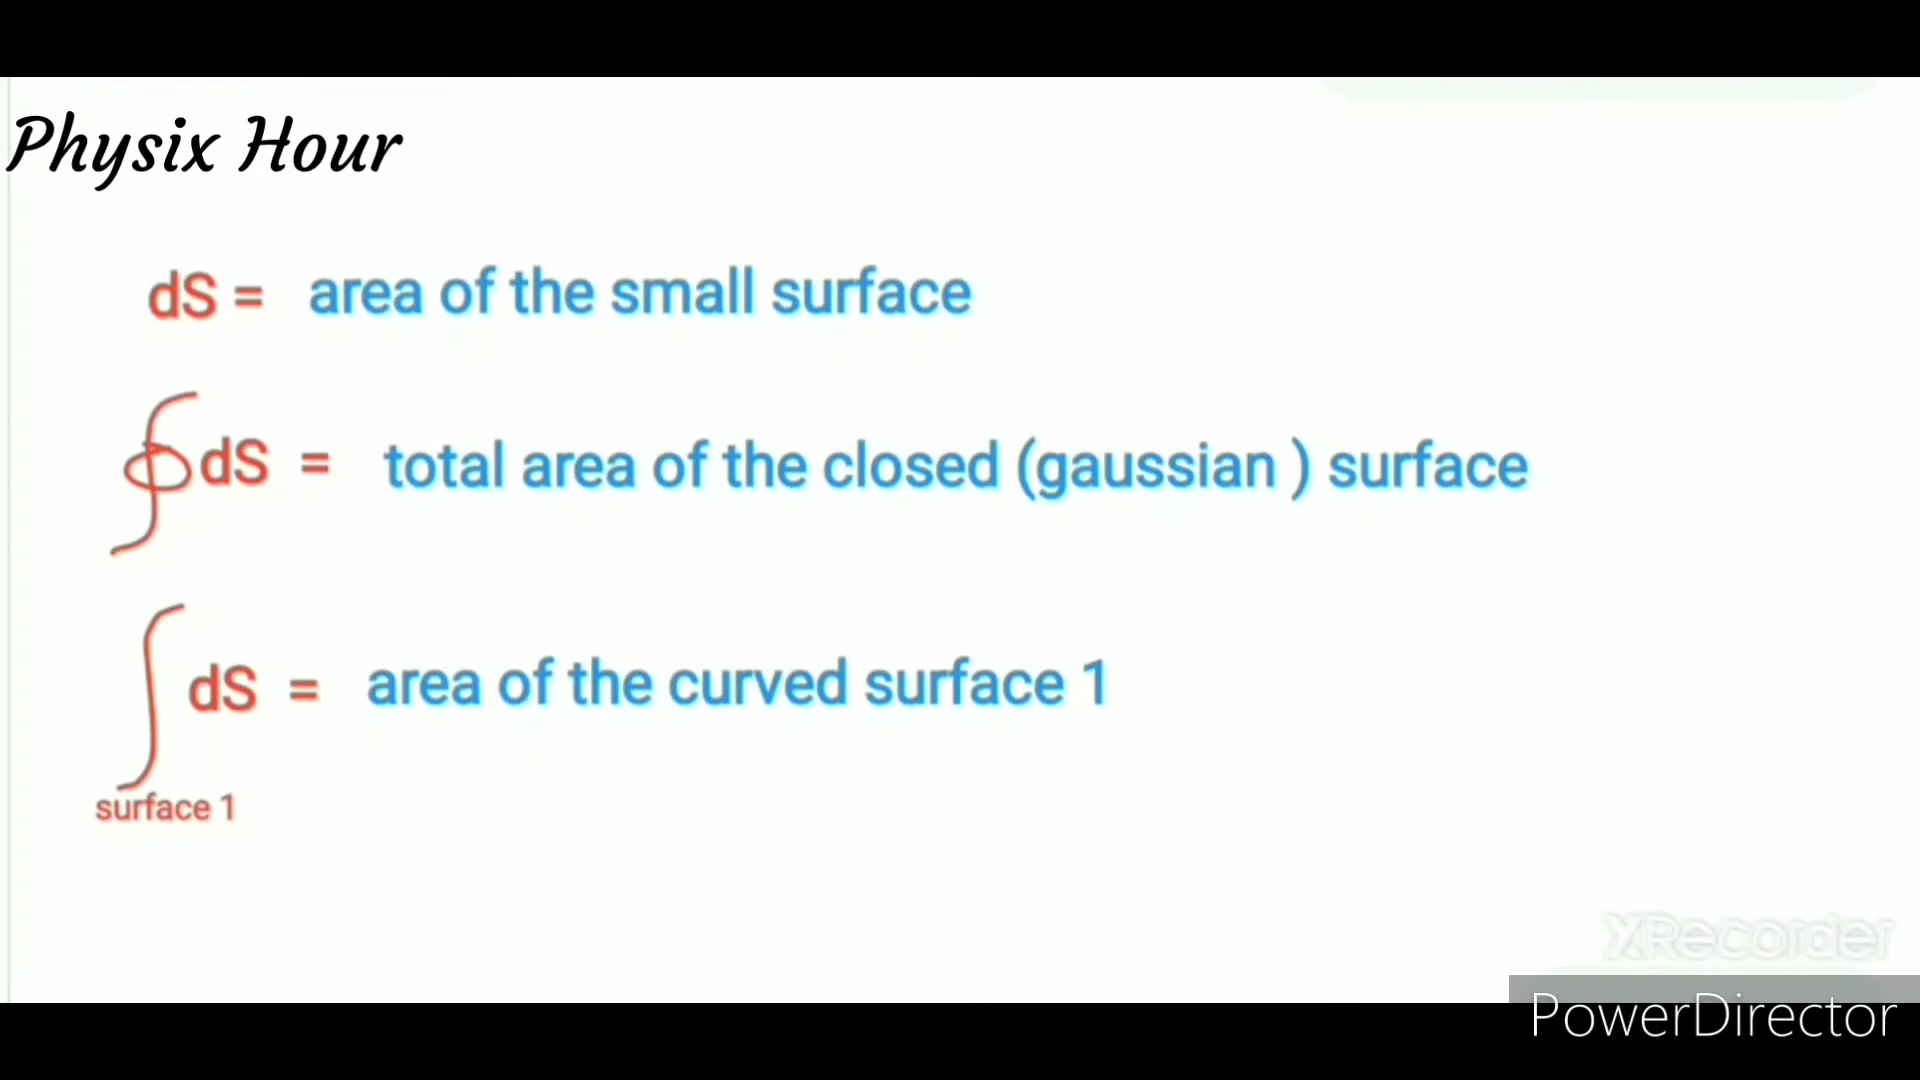 Physix Hour
dS = area of the small surface
∮ dS = total area of the closed (gaussian ) surface
∫ dS = area of the curved surface 1
surface 1
XRecorder
PowerDirector